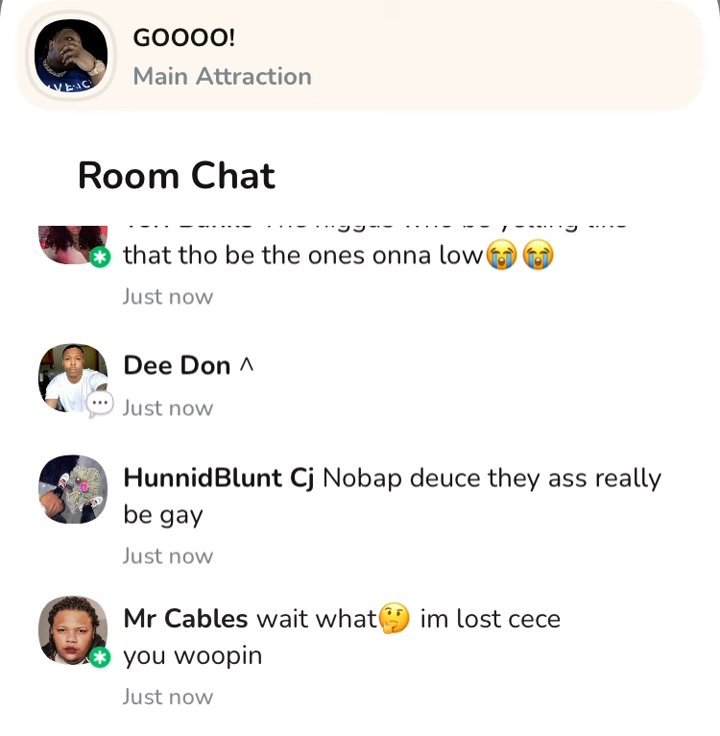 GOOOO!
Main Attraction
Room Chat
that tho be the ones onna low😭😭
Just now
Dee Don ^
Just now
HunnidBlunt Cj Nobap deuce they ass really
be gay
Just now
Mr Cables wait what🤔 im lost cece
you woopin
Just now